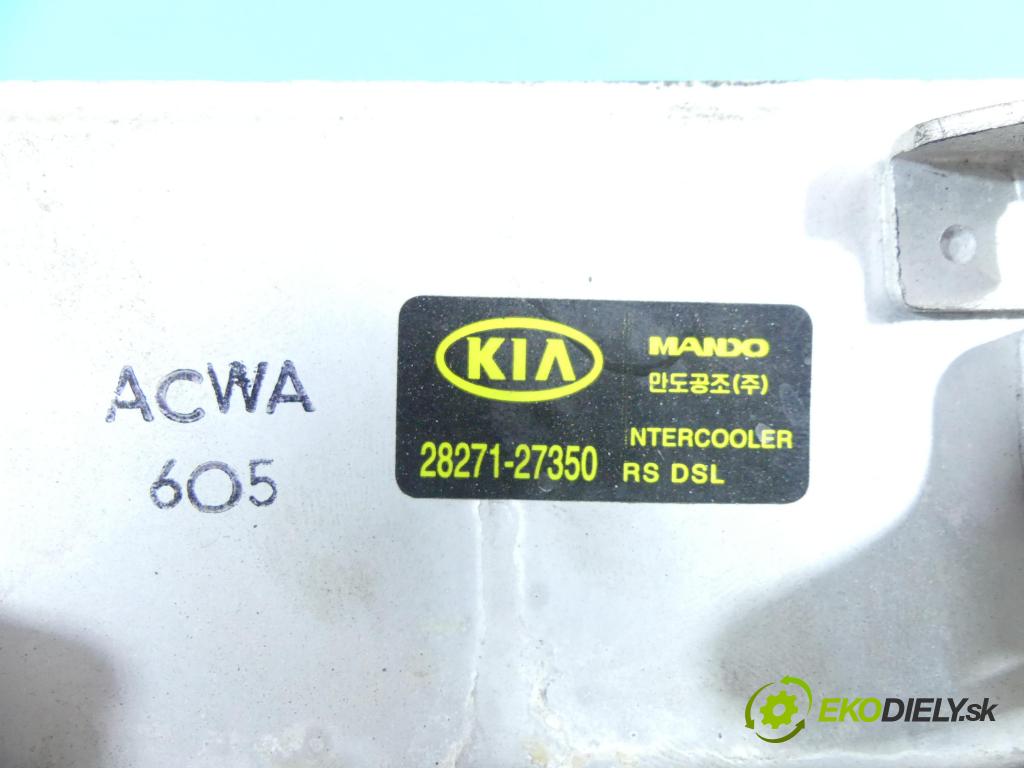 ACWA
605
KIA
28271-27350
MANDO
만도공조(주)
NTERCOOLER
RS DSL
EKODIELY.sk